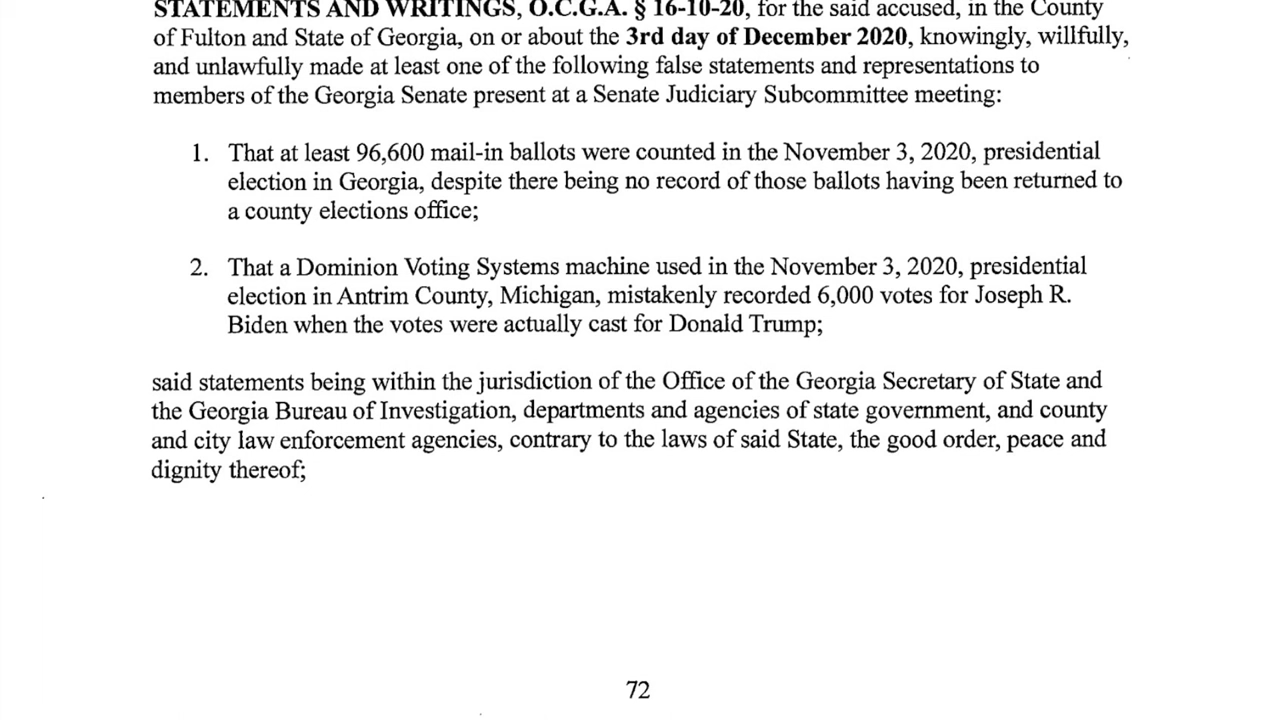 STATEMENTS AND WRITINGS, O.C.G.A. § 16-10-20, for the said accused, in the County
of Fulton and State of Georgia, on or about the 3rd day of December 2020, knowingly, willfully,
and unlawfully made at least one of the following false statements and representations to
members of the Georgia Senate present at a Senate Judiciary Subcommittee meeting:
1. That at least 96,600 mail-in ballots were counted in the November 3, 2020, presidential
election in Georgia, despite there being no record of those ballots having been returned to
a county elections office;
2. That a Dominion Voting Systems machine used in the November 3, 2020, presidential
election in Antrim County, Michigan, mistakenly recorded 6,000 votes for Joseph R.
Biden when the votes were actually cast for Donald Trump;
said statements being within the jurisdiction of the Office of the Georgia Secretary of State and
the Georgia Bureau of Investigation, departments and agencies of state government, and county
and city law enforcement agencies, contrary to the laws of said State, the good order, peace and
dignity thereof;
72